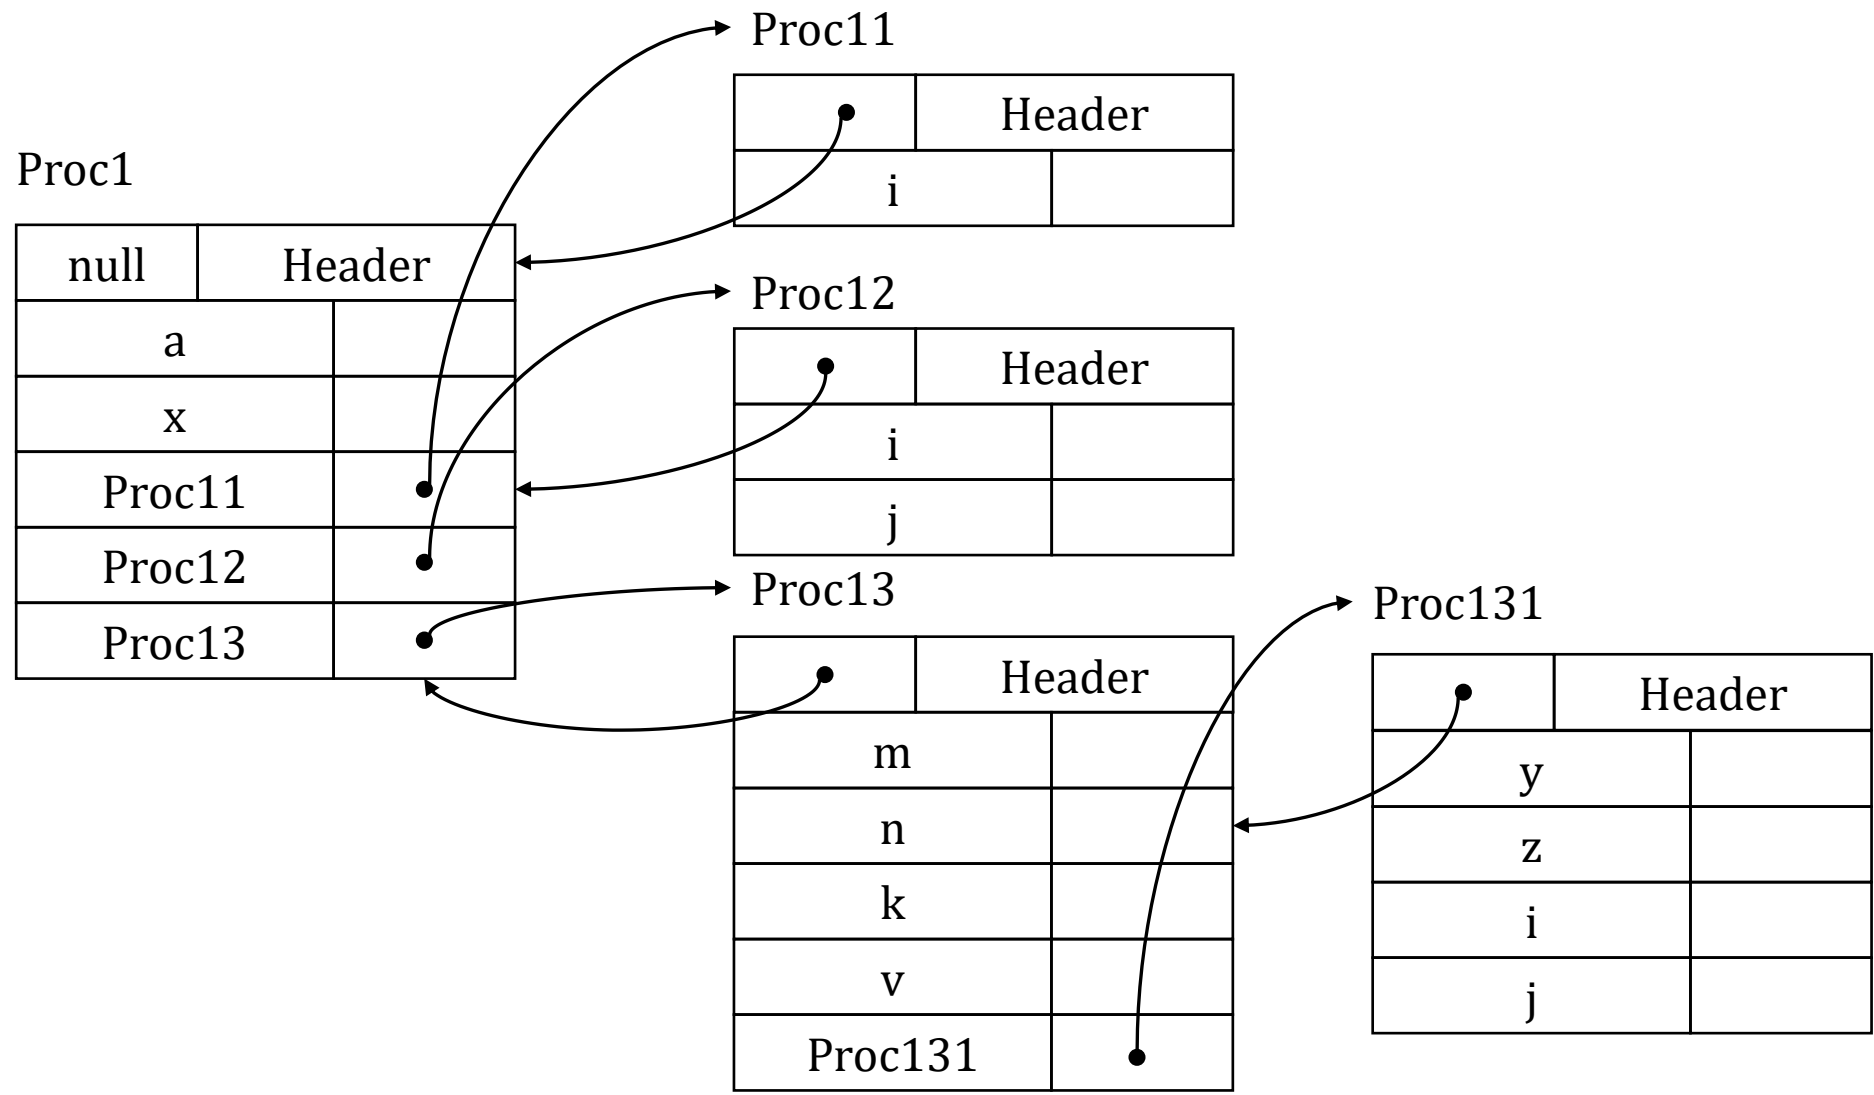 Proc1
null Header
a
x
Proc11
Proc12
Proc13
Proc11
Header
i
Proc12
Header
i
j
Proc13
Header
m
n
k
v
Proc131
Proc131
Header
y
z
i
j